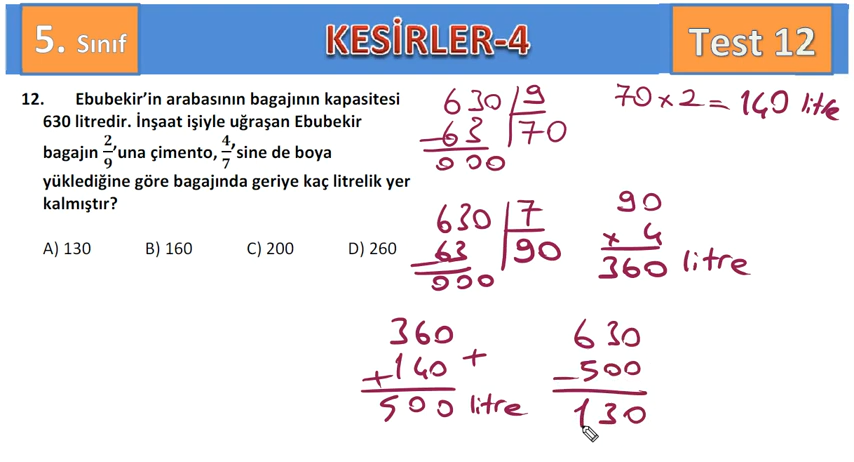 5. Sınıf
KESİRLER-4
Test 12
12. Ebubekir'in arabasının bagajının kapasitesi
630 litredir. İnşaat işiyle uğraşan Ebubekir
bagajın 2/9'una çimento, 4/7'sine de boya
yüklediğine göre bagajında geriye kaç litrelik yer
kalmıştır?
A) 130 B) 160 C) 200 D) 260
630 | 9
-63 | 70
000
70 x 2 = 140 litre
630 | 7
-63 | 90
000
90
x 4
360 litre
360
+140 +
500 litre
630
-500
130